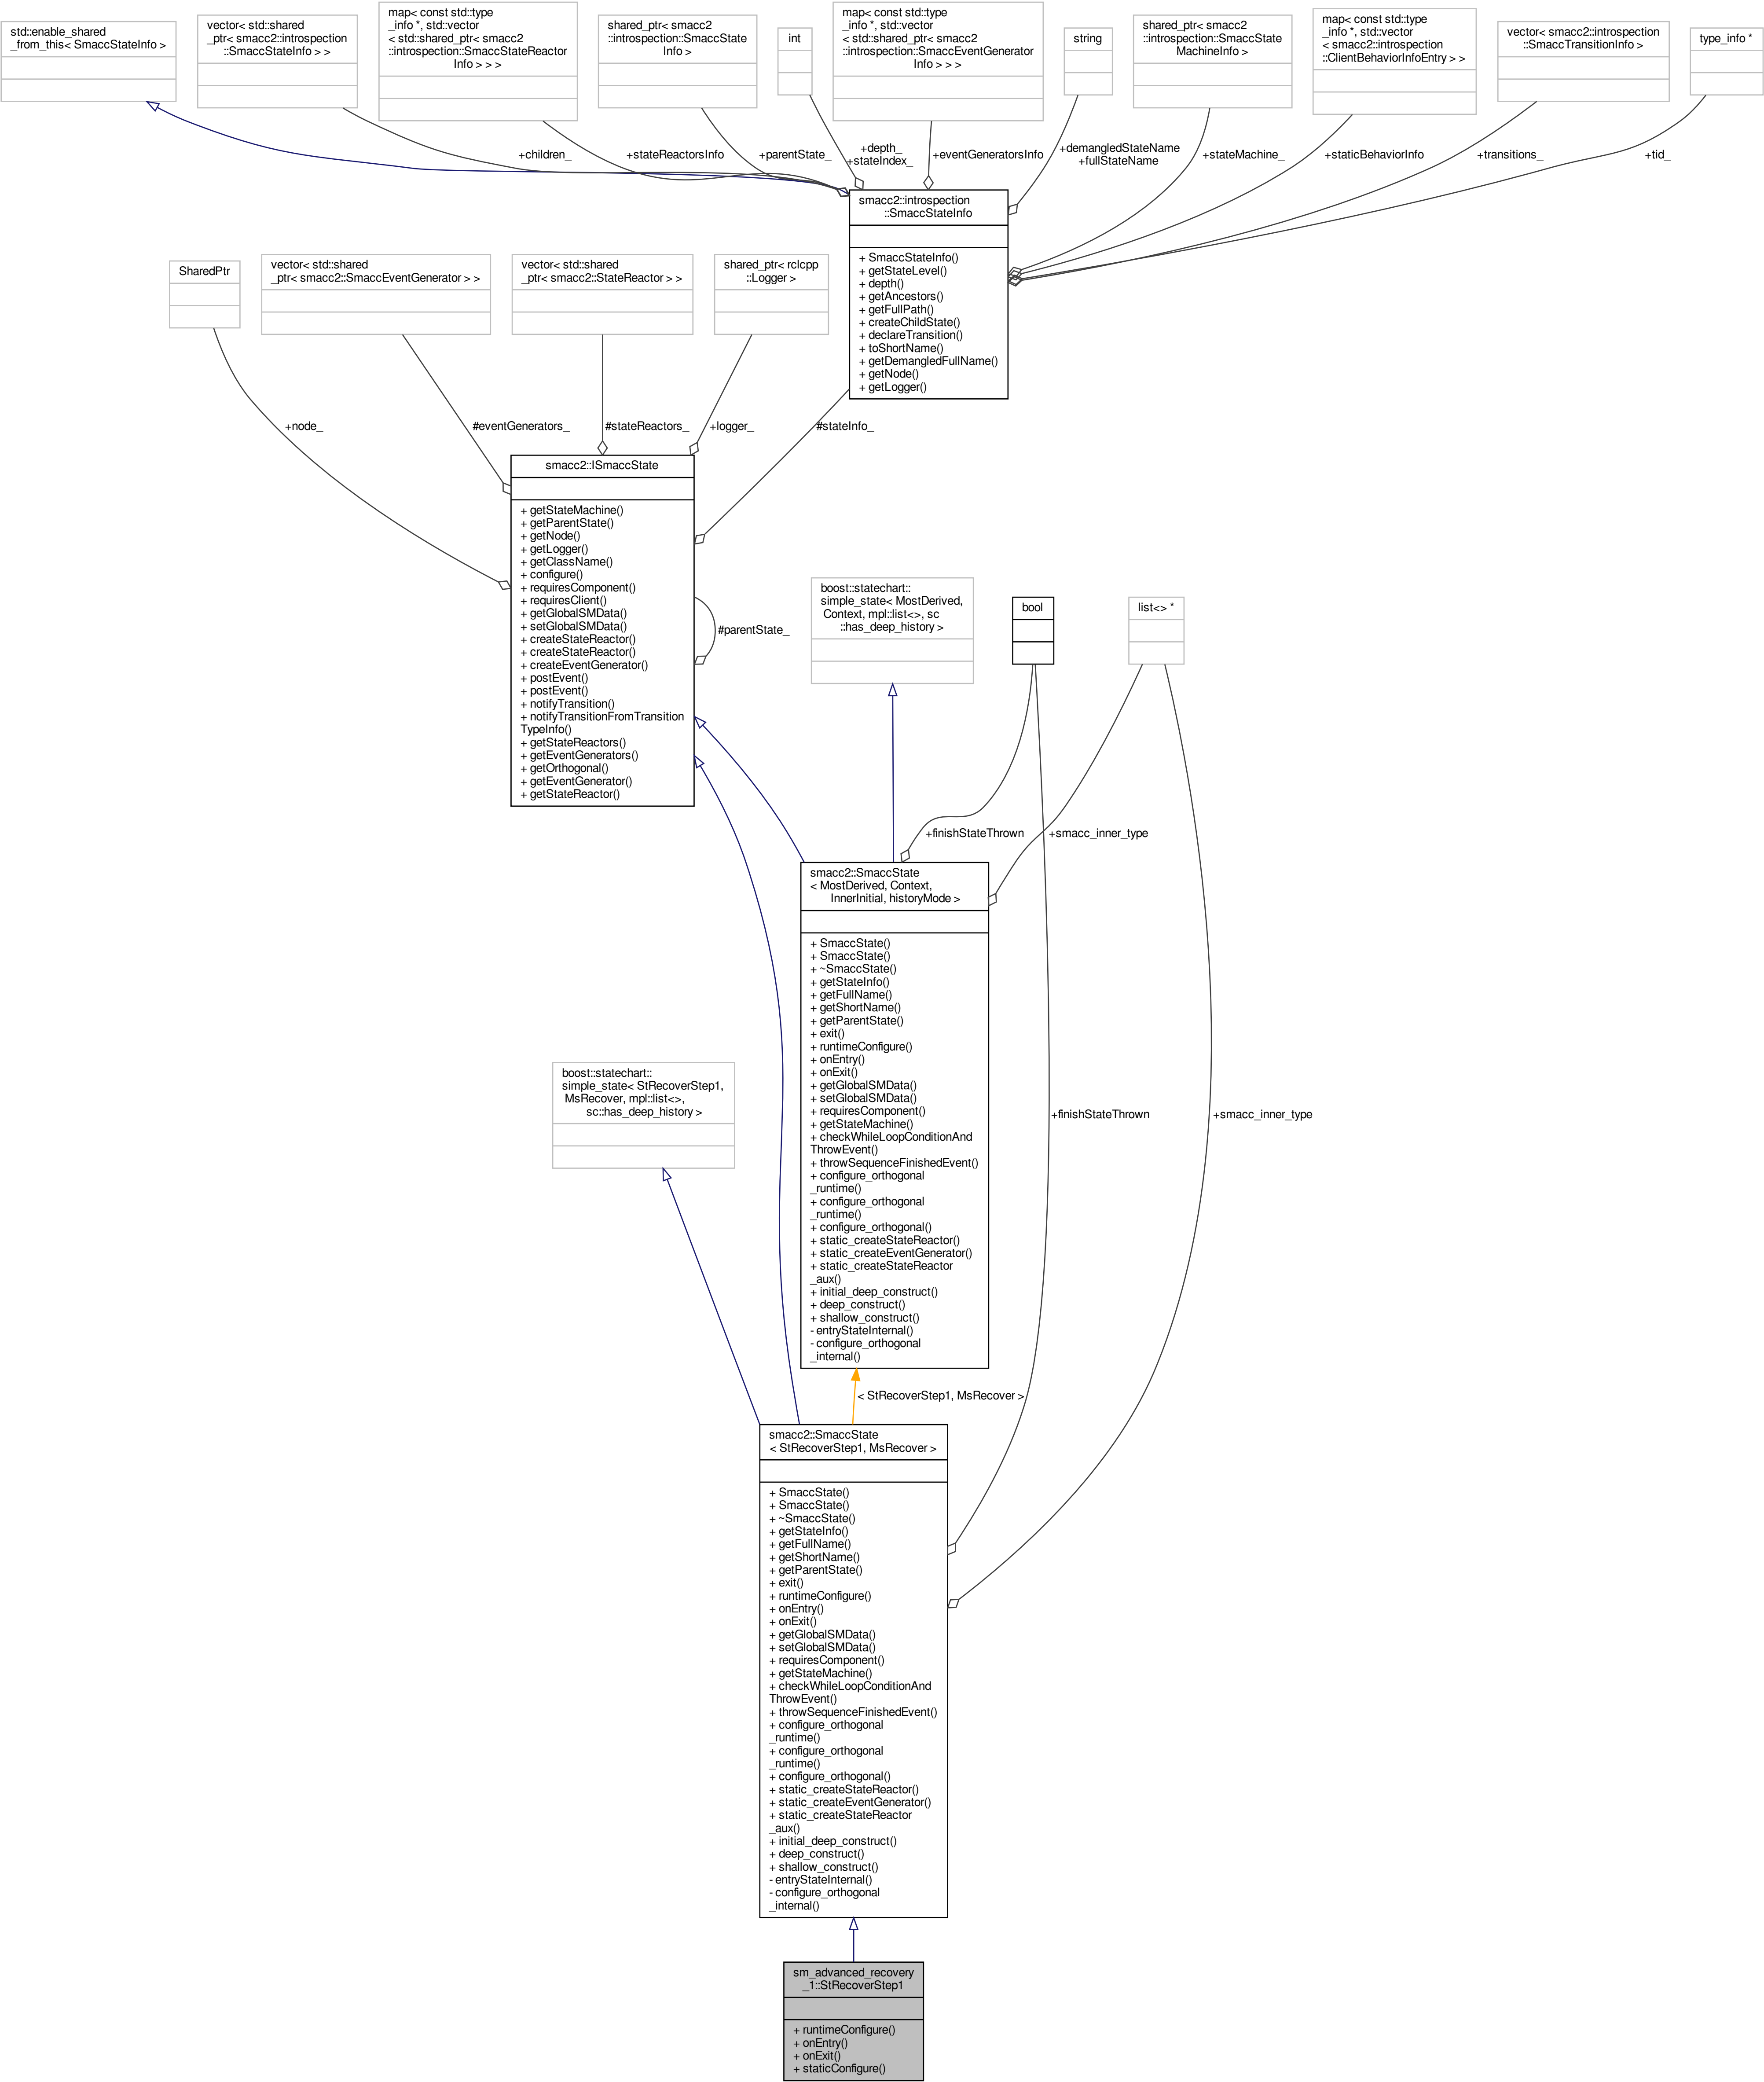 std::enable_shared
_from_this< SmaccStateInfo >
vector< std::shared
_ptr< smacc2::introspection
::SmaccStateInfo > >
map< const std::type
_info *, std::vector
< std::shared_ptr< smacc2
::introspection::SmaccStateReactor
Info > > >
shared_ptr< smacc2
::introspection::SmaccState
Info >
int
map< const std::type
_info *, std::vector
< std::shared_ptr< smacc2
::introspection::SmaccEventGenerator
Info > > >
string
shared_ptr< smacc2
::introspection::SmaccState
MachineInfo >
map< const std::type
_info *, std::vector
< smacc2::introspection
::ClientBehaviorInfoEntry > >
vector< smacc2::introspection
::SmaccTransitionInfo >
type_info *
+children_
+stateReactorsInfo
+parentState_
+depth_
+stateIndex_
+eventGeneratorsInfo
+demangledStateName
+fullStateName
+stateMachine_
+staticBehaviorInfo
+transitions_
+tid_
smacc2::introspection
::SmaccStateInfo
+ SmaccStateInfo()
+ getStateLevel()
+ depth()
+ getAncestors()
+ getFullPath()
+ createChildState()
+ declareTransition()
+ toShortName()
+ getDemangledFullName()
+ getNode()
+ getLogger()
SharedPtr
vector< std::shared
_ptr< smacc2::SmaccEventGenerator > >
vector< std::shared
_ptr< smacc2::StateReactor > >
shared_ptr< rclcpp
::Logger >
+node_
#eventGenerators_
#stateReactors_
+logger_
#stateInfo_
smacc2::ISmaccState
+ getStateMachine()
+ getParentState()
+ getNode()
+ getLogger()
+ getClassName()
+ configure()
+ requiresComponent()
+ requiresClient()
+ getGlobalSMData()
+ setGlobalSMData()
+ createStateReactor()
+ createStateReactor()
+ createEventGenerator()
+ postEvent()
+ postEvent()
+ notifyTransition()
+ notifyTransitionFromTransition
TypeInfo()
+ getStateReactors()
+ getEventGenerators()
+ getOrthogonal()
+ getEventGenerator()
+ getStateReactor()
#parentState_
boost::statechart::
simple_state< MostDerived,
Context, mpl::list<>, sc
::has_deep_history >
bool
list<> *
+finishStateThrown
+smacc_inner_type
smacc2::SmaccState
< MostDerived, Context,
InnerInitial, historyMode >
+ SmaccState()
+ SmaccState()
+ ~SmaccState()
+ getStateInfo()
+ getFullName()
+ getShortName()
+ getParentState()
+ exit()
+ runtimeConfigure()
+ onEntry()
+ onExit()
+ getGlobalSMData()
+ setGlobalSMData()
+ requiresComponent()
+ getStateMachine()
+ checkWhileLoopConditionAnd
ThrowEvent()
+ throwSequenceFinishedEvent()
+ configure_orthogonal
_runtime()
+ configure_orthogonal
_runtime()
+ configure_orthogonal()
+ static_createStateReactor()
+ static_createEventGenerator()
+ static_createStateReactor
_aux()
+ initial_deep_construct()
+ deep_construct()
+ shallow_construct()
- entryStateInternal()
- configure_orthogonal
_internal()
boost::statechart::
simple_state< StRecoverStep1,
MsRecover, mpl::list<>,
sc::has_deep_history >
+finishStateThrown
+smacc_inner_type
< StRecoverStep1, MsRecover >
smacc2::SmaccState
< StRecoverStep1, MsRecover >
+ SmaccState()
+ SmaccState()
+ ~SmaccState()
+ getStateInfo()
+ getFullName()
+ getShortName()
+ getParentState()
+ exit()
+ runtimeConfigure()
+ onEntry()
+ onExit()
+ getGlobalSMData()
+ setGlobalSMData()
+ requiresComponent()
+ getStateMachine()
+ checkWhileLoopConditionAnd
ThrowEvent()
+ throwSequenceFinishedEvent()
+ configure_orthogonal
_runtime()
+ configure_orthogonal
_runtime()
+ configure_orthogonal()
+ static_createStateReactor()
+ static_createEventGenerator()
+ static_createStateReactor
_aux()
+ initial_deep_construct()
+ deep_construct()
+ shallow_construct()
- entryStateInternal()
- configure_orthogonal
_internal()
sm_advanced_recovery
_1::StRecoverStep1
+ runtimeConfigure()
+ onEntry()
+ onExit()
+ staticConfigure()